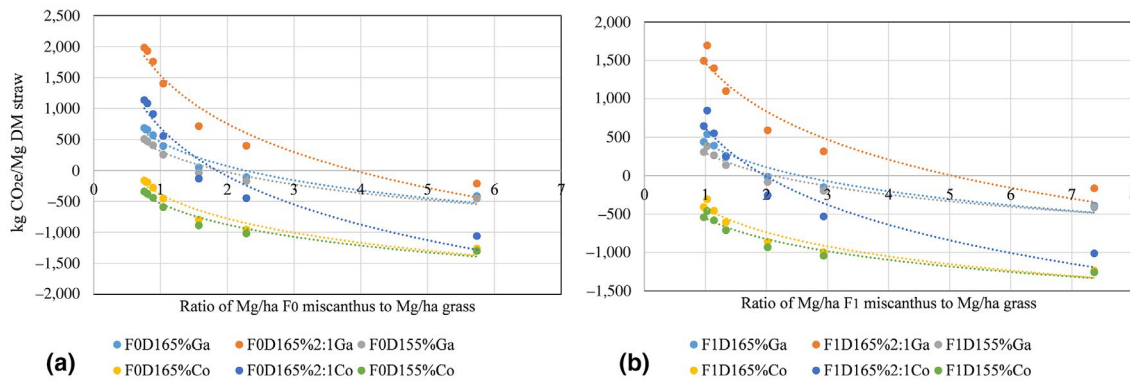 (a)
2,500
2,000
1,500
1,000
500
0
−500
−1,000
−1,500
−2,000
0 1 2 3 4 5 6 7
kg CO2e/Mg DM straw
Ratio of Mg/ha F0 miscanthus to Mg/ha grass
F0D165%Ga F0D165%2:1Ga F0D155%Ga
F0D165%Co F0D165%2:1Co F0D155%Co
(b)
2,000
1,500
1,000
500
0
−500
−1,000
−1,500
0 1 2 3 4 5 6 7
Ratio of Mg/ha F1 miscanthus to Mg/ha grass
F1D165%Ga F1D165%2:1Ga F1D155%Ga
F1D165%Co F1D165%2:1Co F1D155%Co